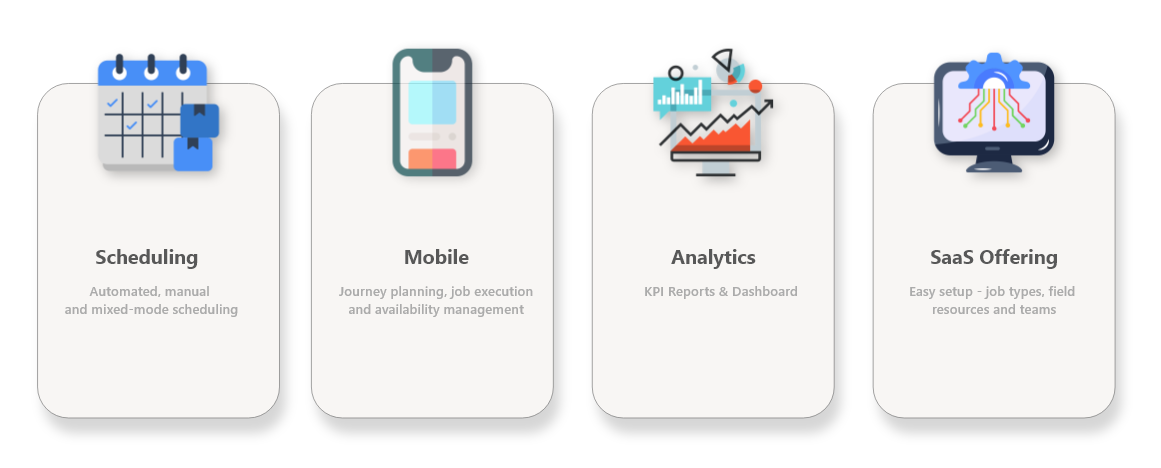 Scheduling
Automated, manual
and mixed-mode scheduling
Mobile
Journey planning, job execution
and availability management
Analytics
KPI Reports & Dashboard
SaaS Offering
Easy setup - job types, field
resources and teams